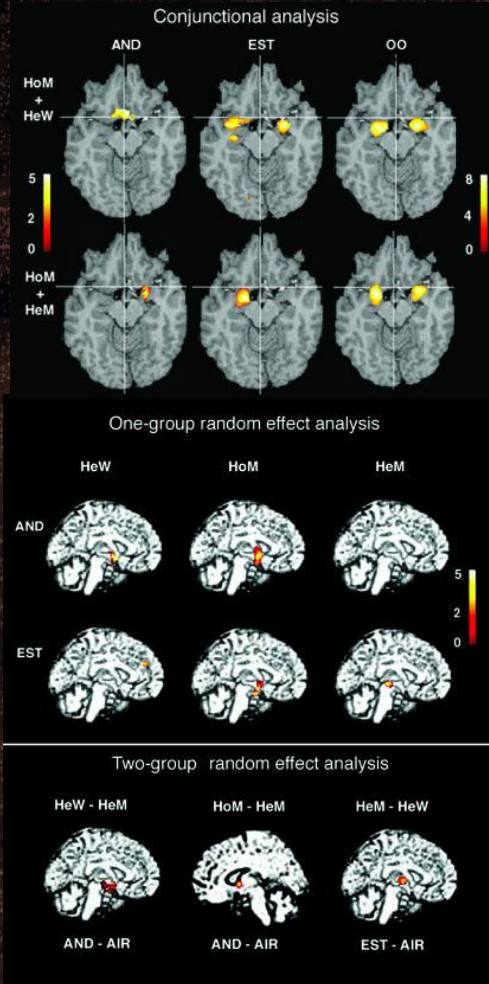 Conjunctional analysis
AND EST OO
HoM
+
HeW
5
2
0
8
4
0
HoM
+
HeM
One-group random effect analysis
HeW HoM HeM
AND
5
2
0
EST
Two-group random effect analysis
HeW - HeM HoM - HeM HeM - HeW
AND - AIR AND - AIR EST - AIR